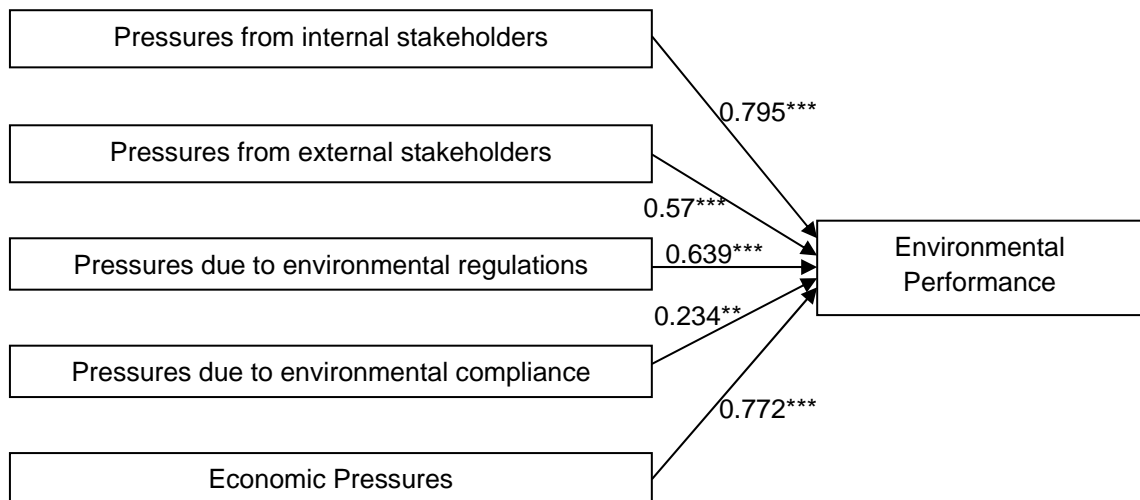 Pressures from internal stakeholders
0.795***
Pressures from external stakeholders
0.57***
Environmental
Performance
Pressures due to environmental regulations
0.639***
0.234**
Pressures due to environmental compliance
0.772***
Economic Pressures